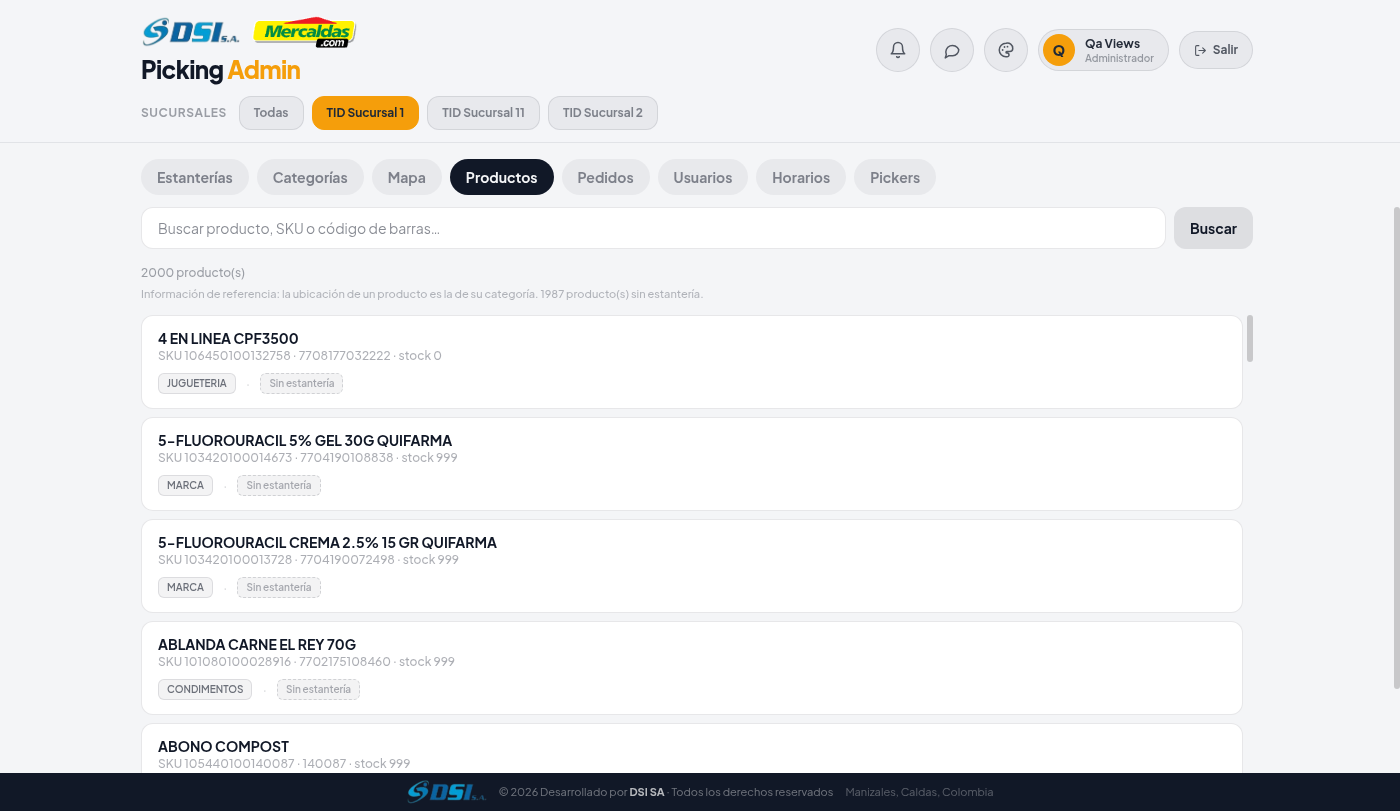 DSI S.A.
Mercaldas
.com
Picking Admin
Q
Qa Views
Administrador
Salir
SUCURSALES
Todas
TID Sucursal 1
TID Sucursal 11
TID Sucursal 2
Estanterías
Categorías
Mapa
Productos
Pedidos
Usuarios
Horarios
Pickers
Buscar producto, SKU o código de barras...
Buscar
2000 producto(s)
Información de referencia: la ubicación de un producto es la de su categoría. 1987 producto(s) sin estantería.
4 EN LINEA CPF3500
SKU 106450100132758 · 7708177032222 · stock 0
JUGUETERIA · Sin estantería
5-FLUOROURACIL 5% GEL 30G QUIFARMA
SKU 103420100014673 · 7704190108838 · stock 999
MARCA · Sin estantería
5-FLUOROURACIL CREMA 2.5% 15 GR QUIFARMA
SKU 103420100013728 · 7704190072498 · stock 999
MARCA · Sin estantería
ABLANDA CARNE EL REY 70G
SKU 101080100028916 · 7702175108460 · stock 999
CONDIMENTOS · Sin estantería
ABONO COMPOST
SKU 105440100140087 · 140087 · stock 999
DSI S.A.
© 2026 Desarrollado por DSI SA · Todos los derechos reservados
Manizales, Caldas, Colombia